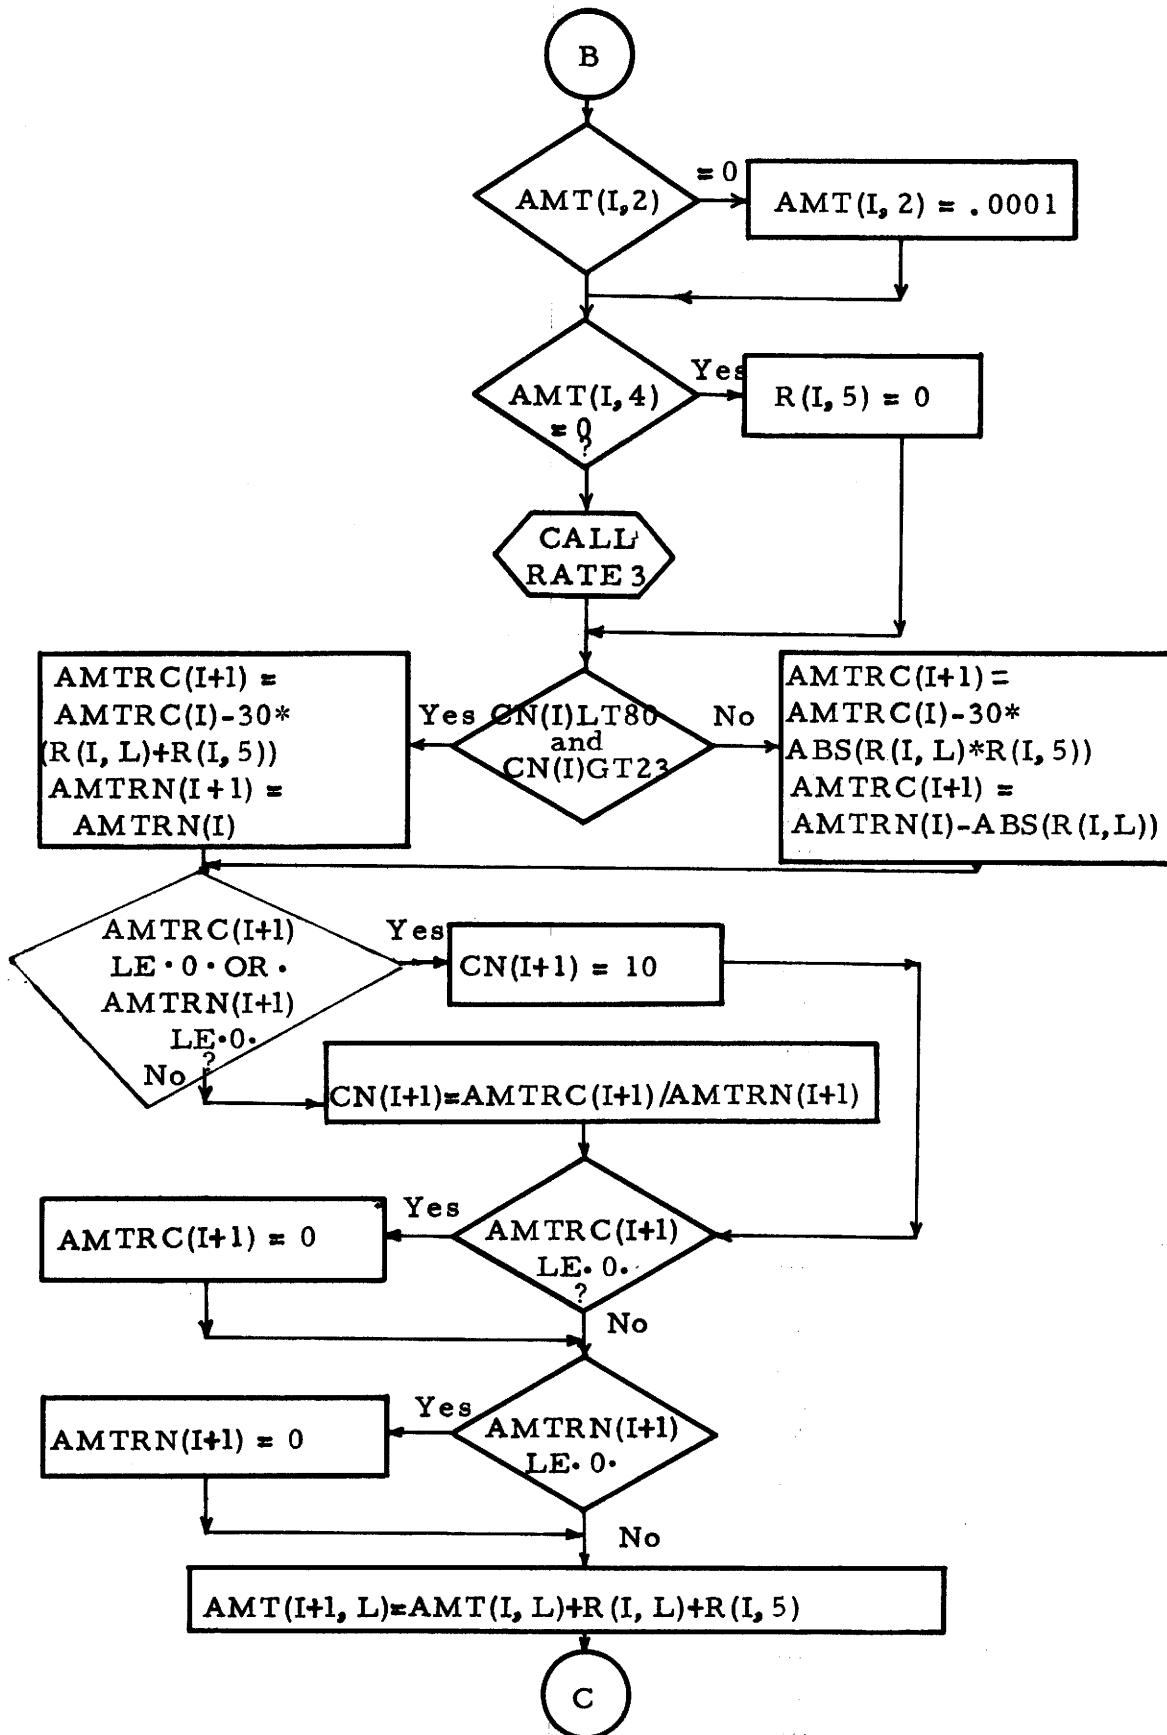 B
AMT(I,2)
= 0
AMT(I, 2) = .0001
AMT(I, 4)
= 0
?
Yes
R(I, 5) = 0
CALL
RATE 3
CN(I)LT80
and
CN(I)GT23
Yes
AMTRC(I+1) =
AMTRC(I)-30*
(R(I, L)+R(I, 5))
AMTRN(I+1) =
AMTRN(I)
No
AMTRC(I+1) =
AMTRC(I)-30*
ABS(R(I, L)*R(I, 5))
AMTRC(I+1) =
AMTRN(I)-ABS(R(I,L))
AMTRC(I+1)
LE·0·OR·
AMTRN(I+1)
LE·0·
?
Yes
CN(I+1) = 10
No
CN(I+1)=AMTRC(I+1)/AMTRN(I+1)
AMTRC(I+1)
LE· 0·
?
Yes
AMTRC(I+1) = 0
No
AMTRN(I+1)
LE· 0·
Yes
AMTRN(I+1) = 0
No
AMT(I+1, L)=AMT(I, L)+R(I, L)+R(I, 5)
C